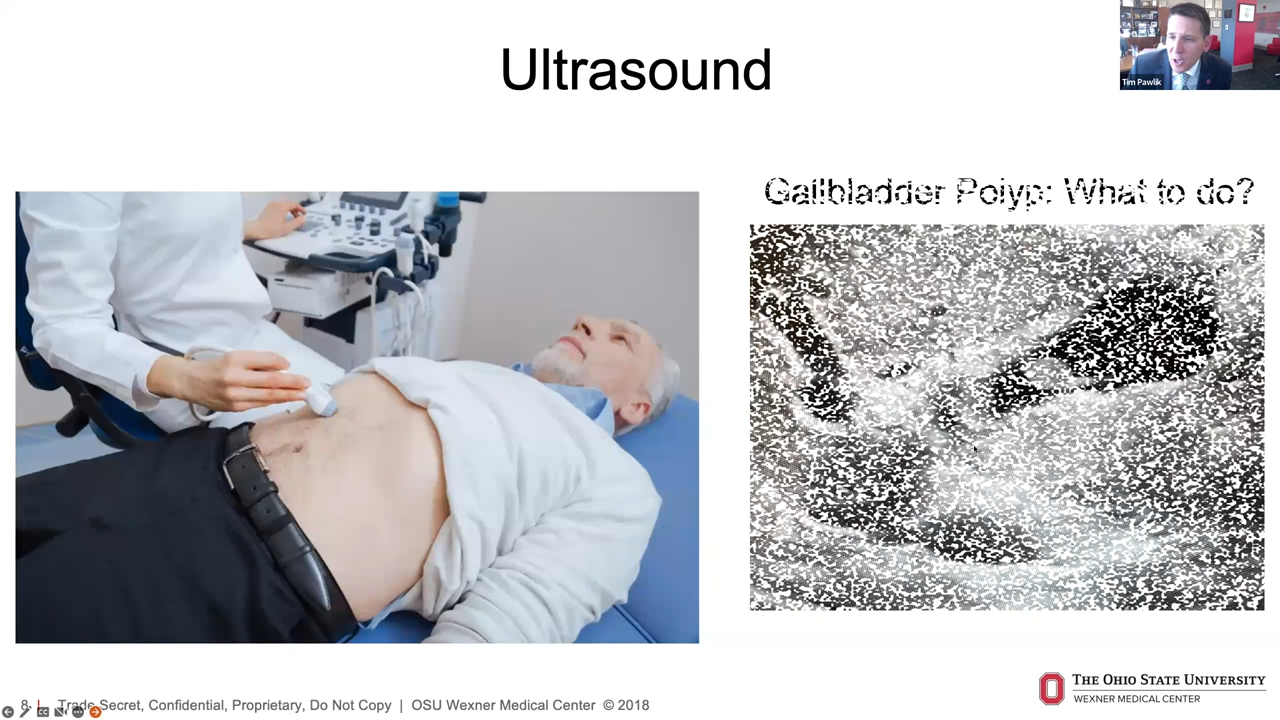 Ultrasound
Tim Pawlik
Gallbladder Polyp: What to do?
8 | Trade Secret, Confidential, Proprietary, Do Not Copy | OSU Wexner Medical Center © 2018
THE OHIO STATE UNIVERSITY
WEXNER MEDICAL CENTER